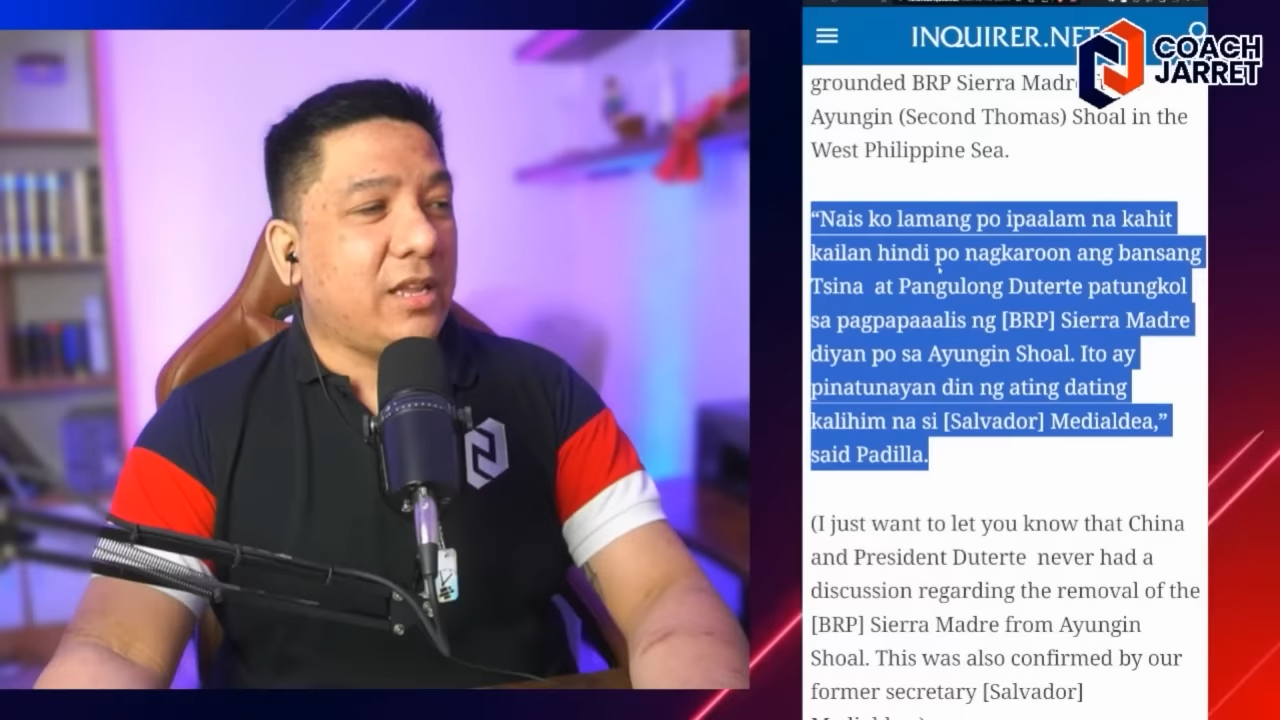 INQUIRER.NET
COACH
JARRET
grounded BRP Sierra Madre
Ayungin (Second Thomas) Shoal in the
West Philippine Sea.
“Nais ko lamang po ipaalam na kahit
kailan hindi po nagkaroon ang bansang
Tsina at Pangulong Duterte patungkol
sa pagpapaaalis ng [BRP] Sierra Madre
diyan po sa Ayungin Shoal. Ito ay
pinatunayan din ng ating dating
kalihim na si [Salvador] Medialdea,”
said Padilla.
(I just want to let you know that China
and President Duterte never had a
discussion regarding the removal of the
[BRP] Sierra Madre from Ayungin
Shoal. This was also confirmed by our
former secretary [Salvador]